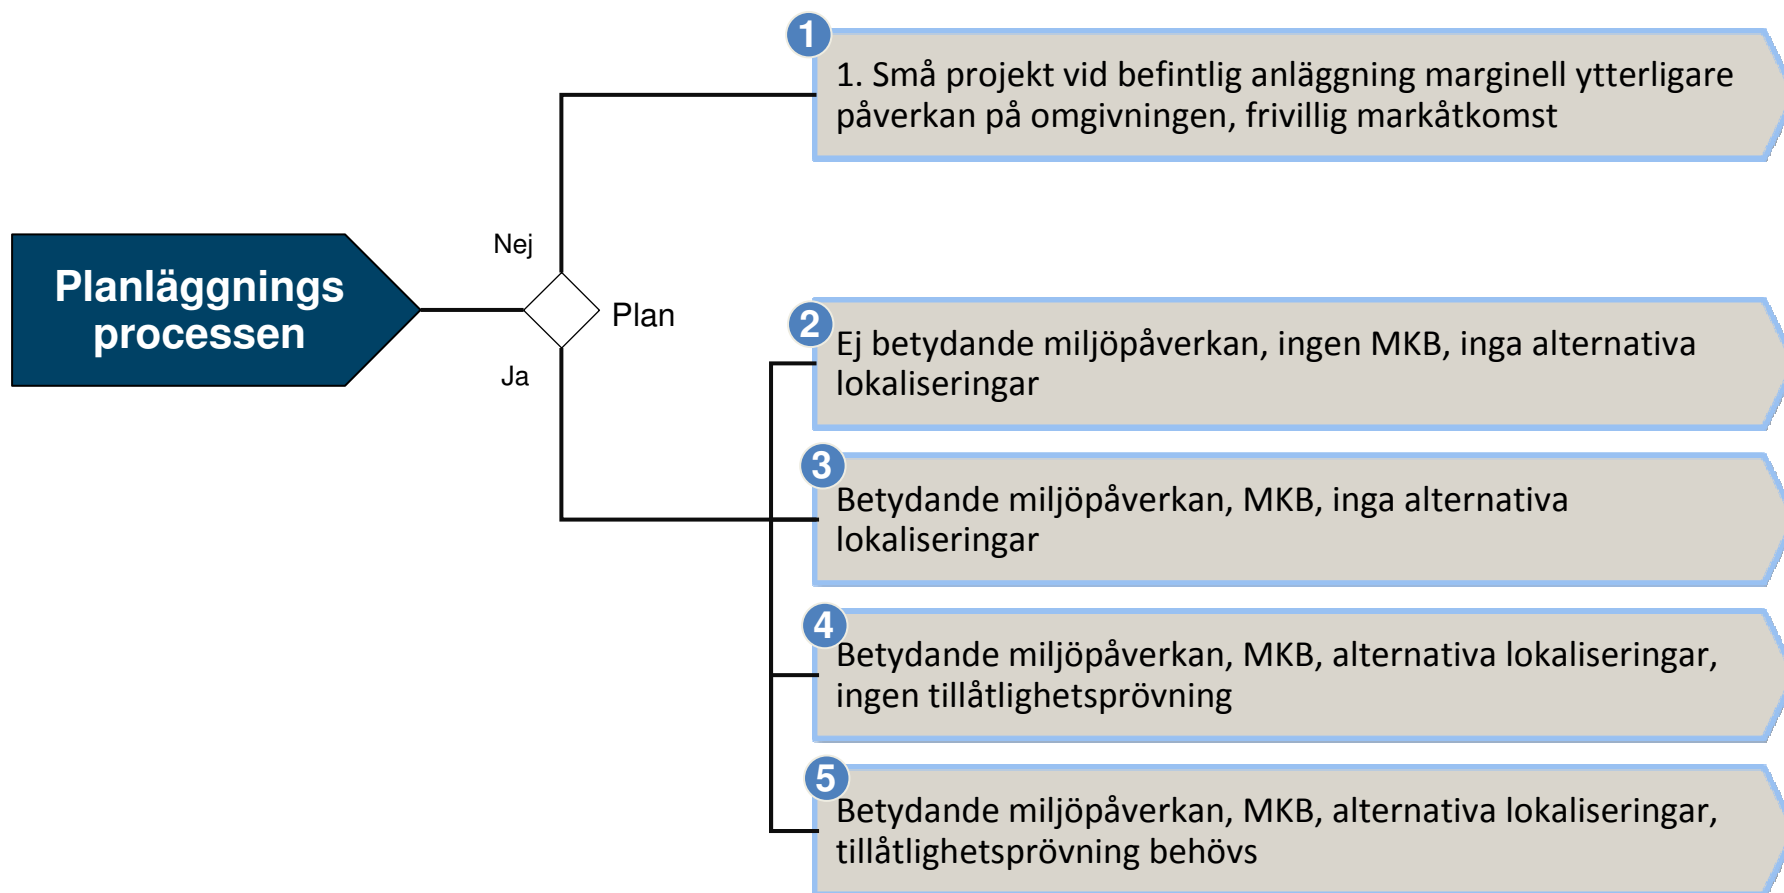 1
1. Små projekt vid befintlig anläggning marginell ytterligare
påverkan på omgivningen, frivillig markåtkomst
Nej
Planläggnings
processen
Plan
Ja
2
Ej betydande miljöpåverkan, ingen MKB, inga alternativa
lokaliseringar
3
Betydande miljöpåverkan, MKB, inga alternativa
lokaliseringar
4
Betydande miljöpåverkan, MKB, alternativa lokaliseringar,
ingen tillåtlighetsprövning
5
Betydande miljöpåverkan, MKB, alternativa lokaliseringar,
tillåtlighetsprövning behövs